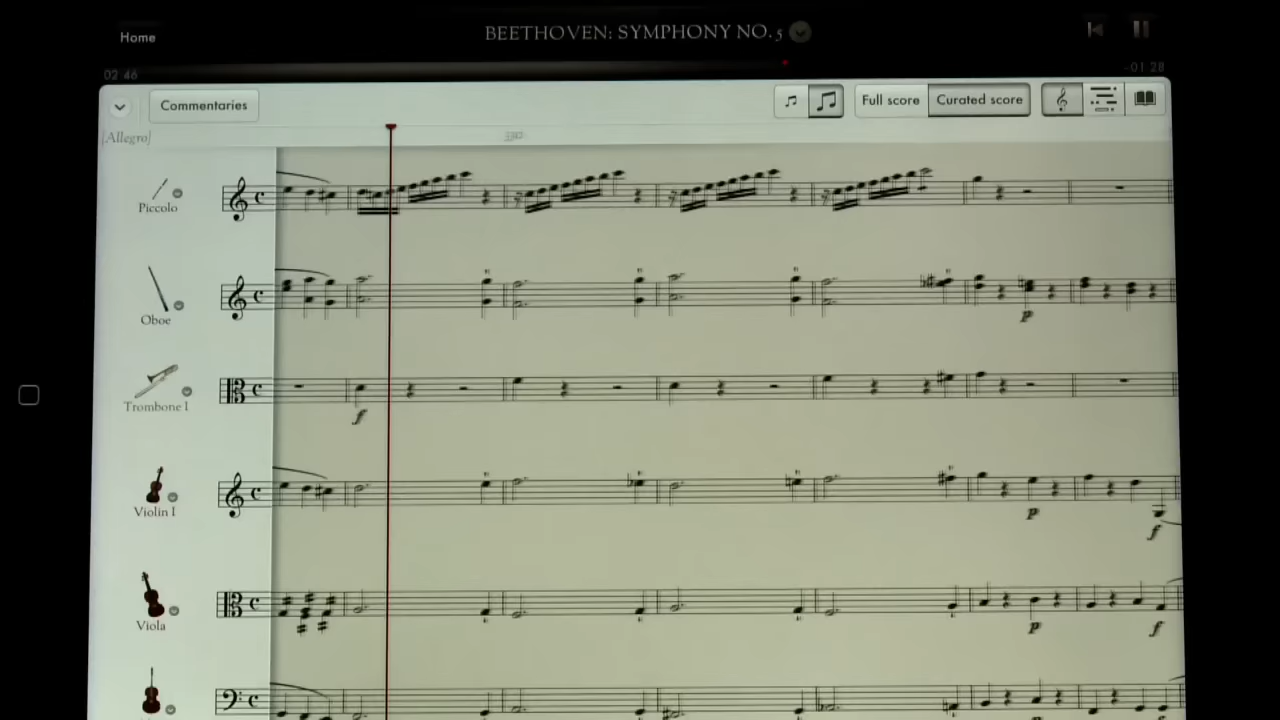 Home
BEETHOVEN: SYMPHONY NO. 5
02:46
-01:28
Commentaries
Full score
Curated score
[Allegro]
Piccolo
Oboe
p
Trombone I
f
Violin I
p
f
Viola
p
f